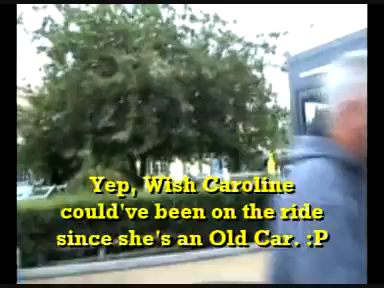 Yep, Wish Caroline
could've been on the ride
since she's an Old Car. :P